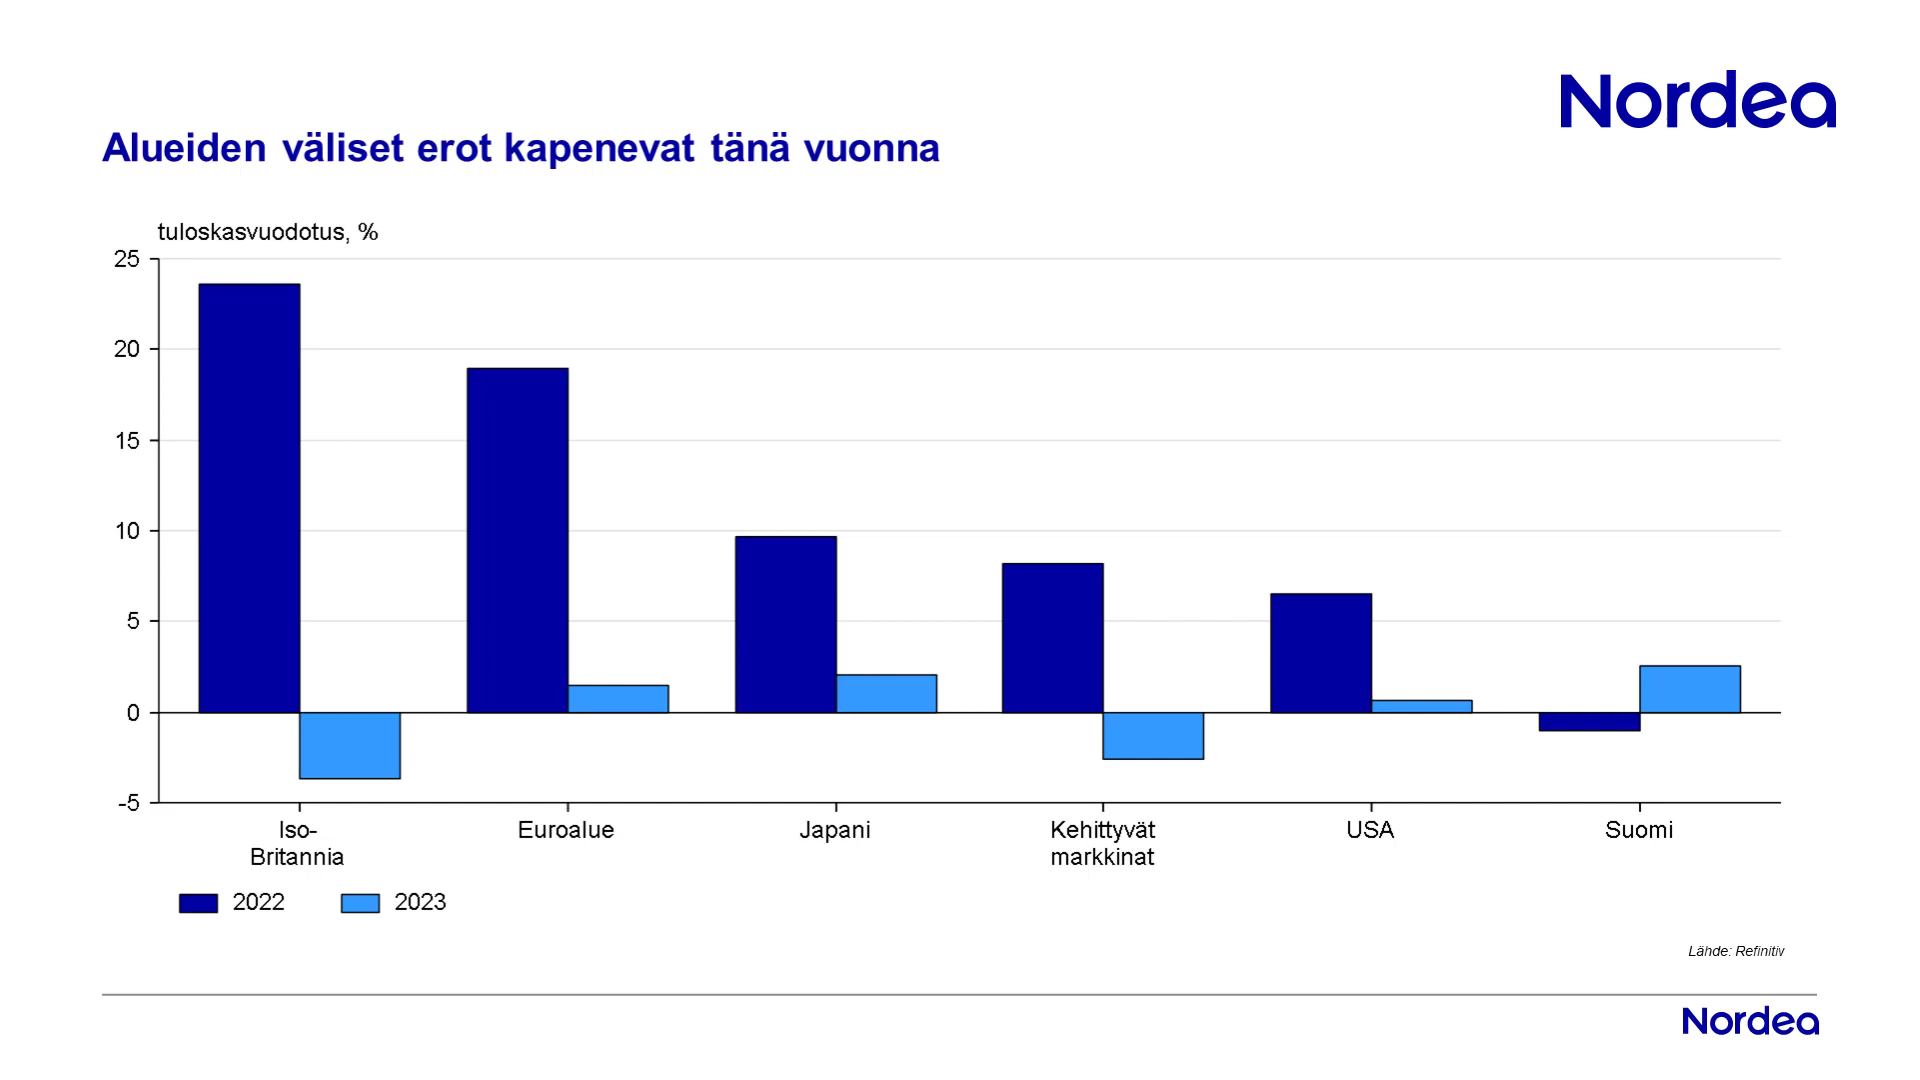 Nordea
Alueiden väliset erot kapenevat tänä vuonna
tuloskasvuodotus, %
25
20
15
10
5
0
-5
Iso-
Britannia
Euroalue
Japani
Kehittyvät
markkinat
USA
Suomi
2022
2023
Lähde: Refinitiv
Nordea